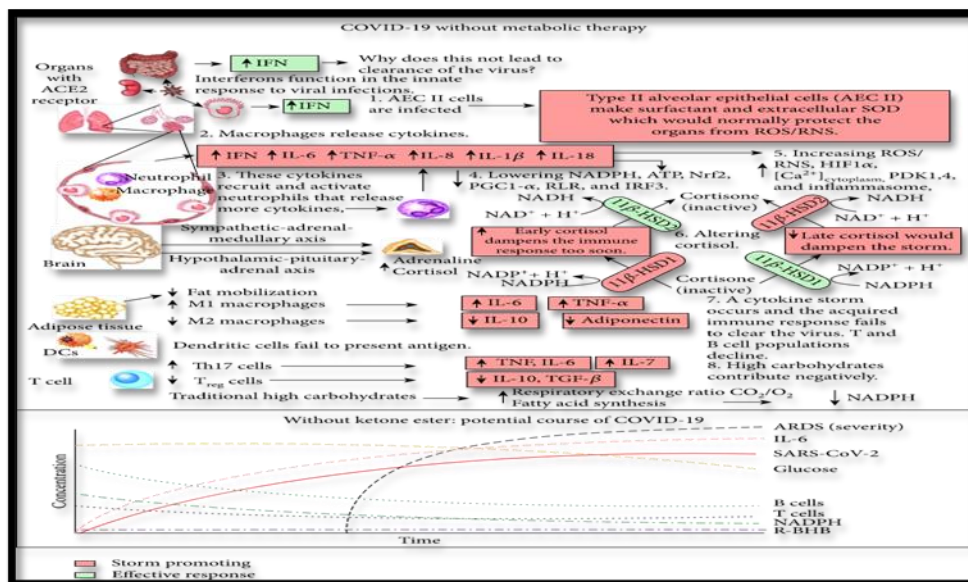 COVID-19 without metabolic therapy
Organs with
ACE2
receptor
↑ IFN
Why does this not lead to
clearance of the virus?
Interferons function in the innate
response to viral infections.
↑ IFN
1. AEC II cells
are infected
Type II alveolar epithelial cells (AEC II)
make surfactant and extracellular SOD
which would normally protect the
organs from ROS/RNS.
2. Macrophages release cytokines.
↑ IFN ↑ IL-6 ↑ TNF-α ↑ IL-8 ↑ IL-1β ↑ IL-18
Neutrophil
Macrophage
3. These cytokines
recruit and activate
neutrophils that release
more cytokines,
↓ 4. Lowering NADPH, ATP, Nrf2,
PGC1-α, RLR, and IRF3.
↑ 5. Increasing ROS/
RNS, HIF1α,
[Ca²⁺]cytoplasm, PDK1,4,
and inflammasome,
NADH
NAD⁺ + H⁺
11β-HSD2
Cortisone
(inactive)
11β-HSD2
NADH
NAD⁺ + H⁺
Brain
Sympathetic-adrenal-
medullary axis
Hypothalamic-pituitary-
adrenal axis
Adrenaline
↑ Cortisol
↑ Early cortisol
dampens the immune
response too soon.
6. Altering
cortisol.
↓ Late cortisol would
dampen the storm.
NADP⁺ + H⁺
NADPH
11β-HSD1
Cortisone
(inactive)
11β-HSD1
NADP⁺ + H⁺
NADPH
Adipose tissue
↓ Fat mobilization
↑ M1 macrophages
↓ M2 macrophages
↑ IL-6
↑ TNF-α
↓ IL-10
↓ Adiponectin
7. A cytokine storm
occurs and the acquired
immune response fails
to clear the virus. T and
B cell populations
decline.
DCs
Dendritic cells fail to present antigen.
T cell
↑ Th17 cells
↓ Treg cells
↑ TNF, IL-6
↑ IL-7
↓ IL-10, TGF-β
8. High carbohydrates
contribute negatively.
Traditional high carbohydrates
↑ Respiratory exchange ratio CO₂/O₂
Fatty acid synthesis
↓ NADPH
Without ketone ester: potential course of COVID-19
Concentration
Time
ARDS (severity)
IL-6
SARS-CoV-2
Glucose
B cells
T cells
NADPH
R-BHB
Storm promoting
Effective response